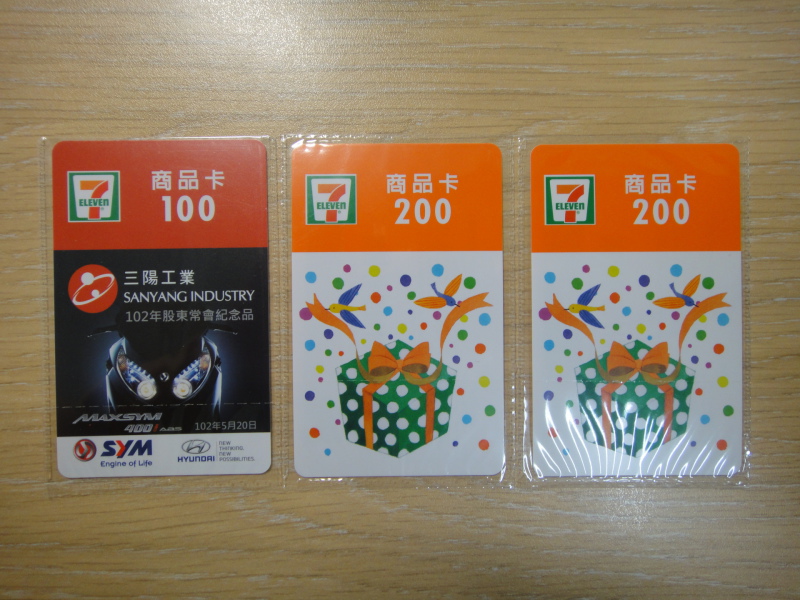 7
ELEVEN
商品卡
100
三陽工業
SANYANG INDUSTRY
102年股東常會紀念品
MAXSYM
400i ABS
102年5月20日
SYM
Engine of Life
HYUNDAI
NEW
THINKING.
NEW
POSSIBILITIES.
7
ELEVEN
商品卡
200
7
ELEVEN
商品卡
200